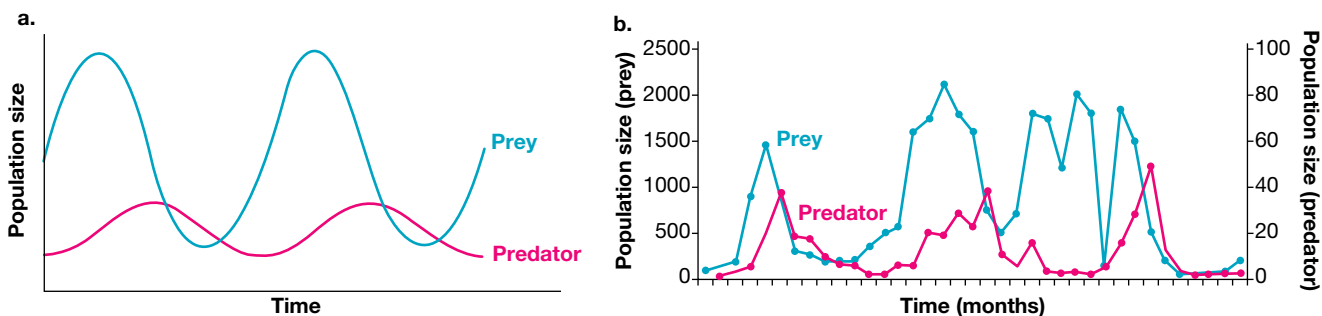 a.
Population size
Prey
Predator
Time
b.
Population size (prey)
2500
2000
1500
1000
500
0
Prey
Predator
100
80
60
40
20
0
Population size (predator)
Time (months)